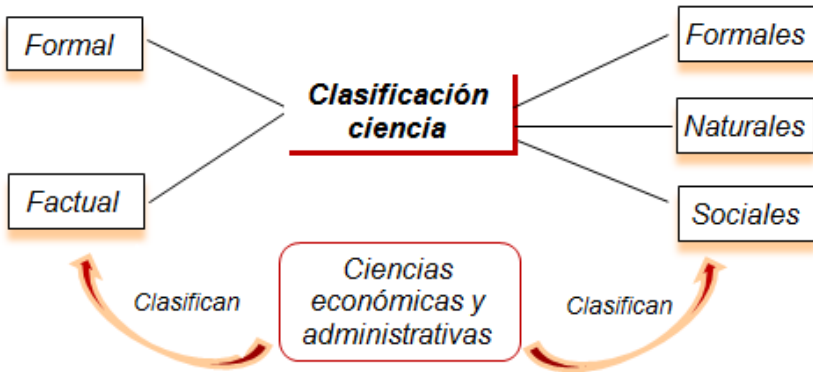 Formal
Formales
Clasificación
ciencia
Naturales
Factual
Sociales
Clasifican
Ciencias
económicas y
administrativas
Clasifican